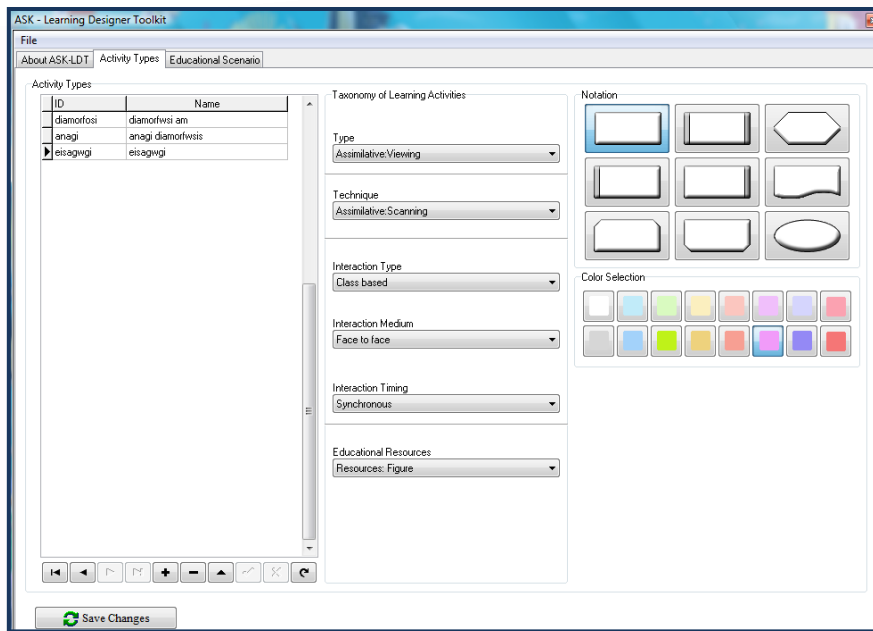 ASK - Learning Designer Toolkit
File
About ASK-LDT Activity Types Educational Scenario
Activity Types
ID Name
diamorfosi diamorfwsi am
anagi anagi diamorfwsis
eisagwgi eisagwgi
Taxonomy of Learning Activities
Type
Assimilative:Viewing
Technique
Assimilative:Scanning
Interaction Type
Class based
Interaction Medium
Face to face
Interaction Timing
Synchronous
Educational Resources
Resources: Figure
Notation
Color Selection
Save Changes